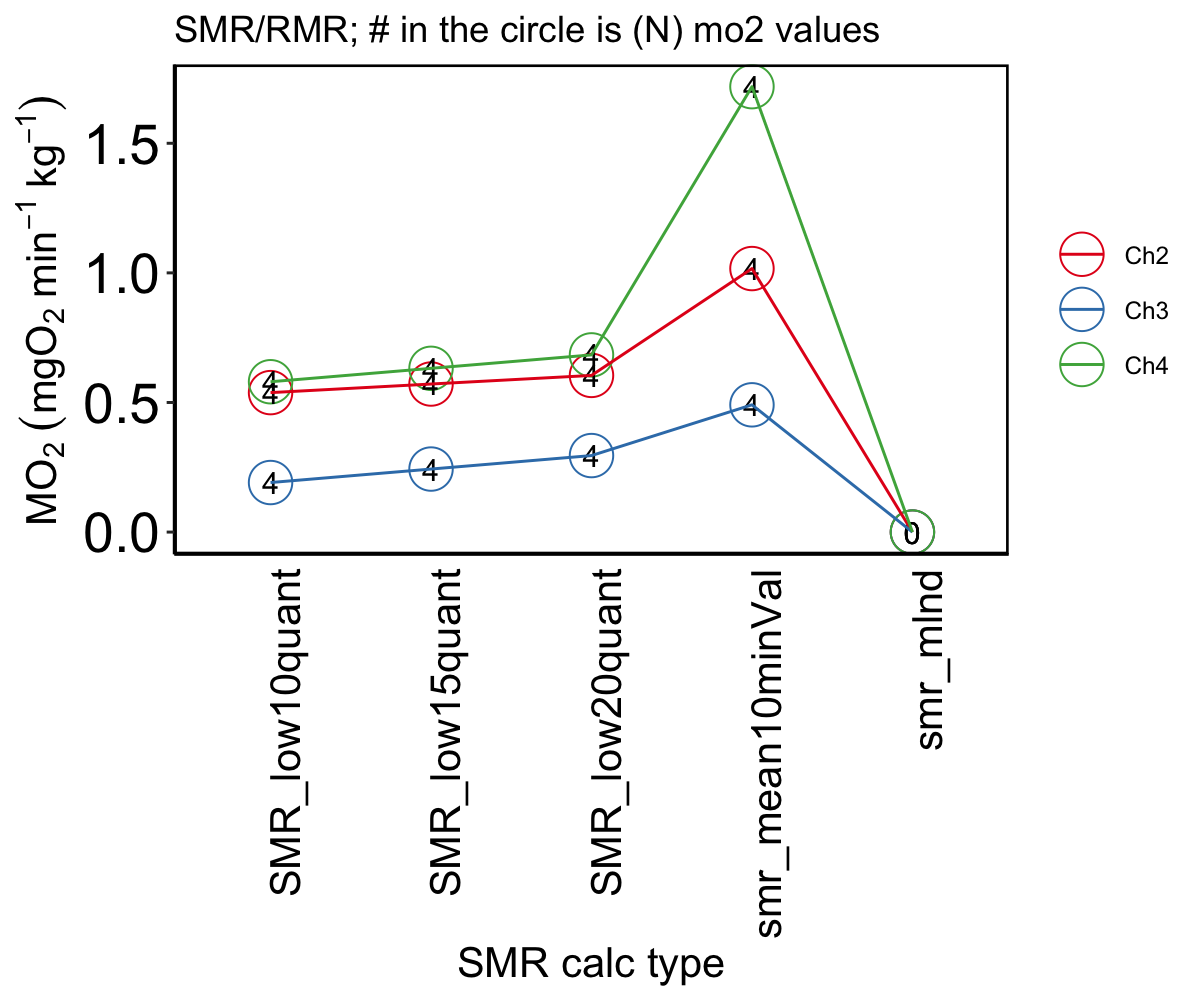 SMR/RMR; # in the circle is (N) mo2 values
MO₂ (mgO₂ min⁻¹ kg⁻¹)
1.5
1.0
0.5
0.0
4
4
4
4
4
4
4
4
4
4
4
4
0
SMR_low10quant
SMR_low15quant
SMR_low20quant
smr_mean10minVal
smr_mlnd
SMR calc type
Ch2
Ch3
Ch4